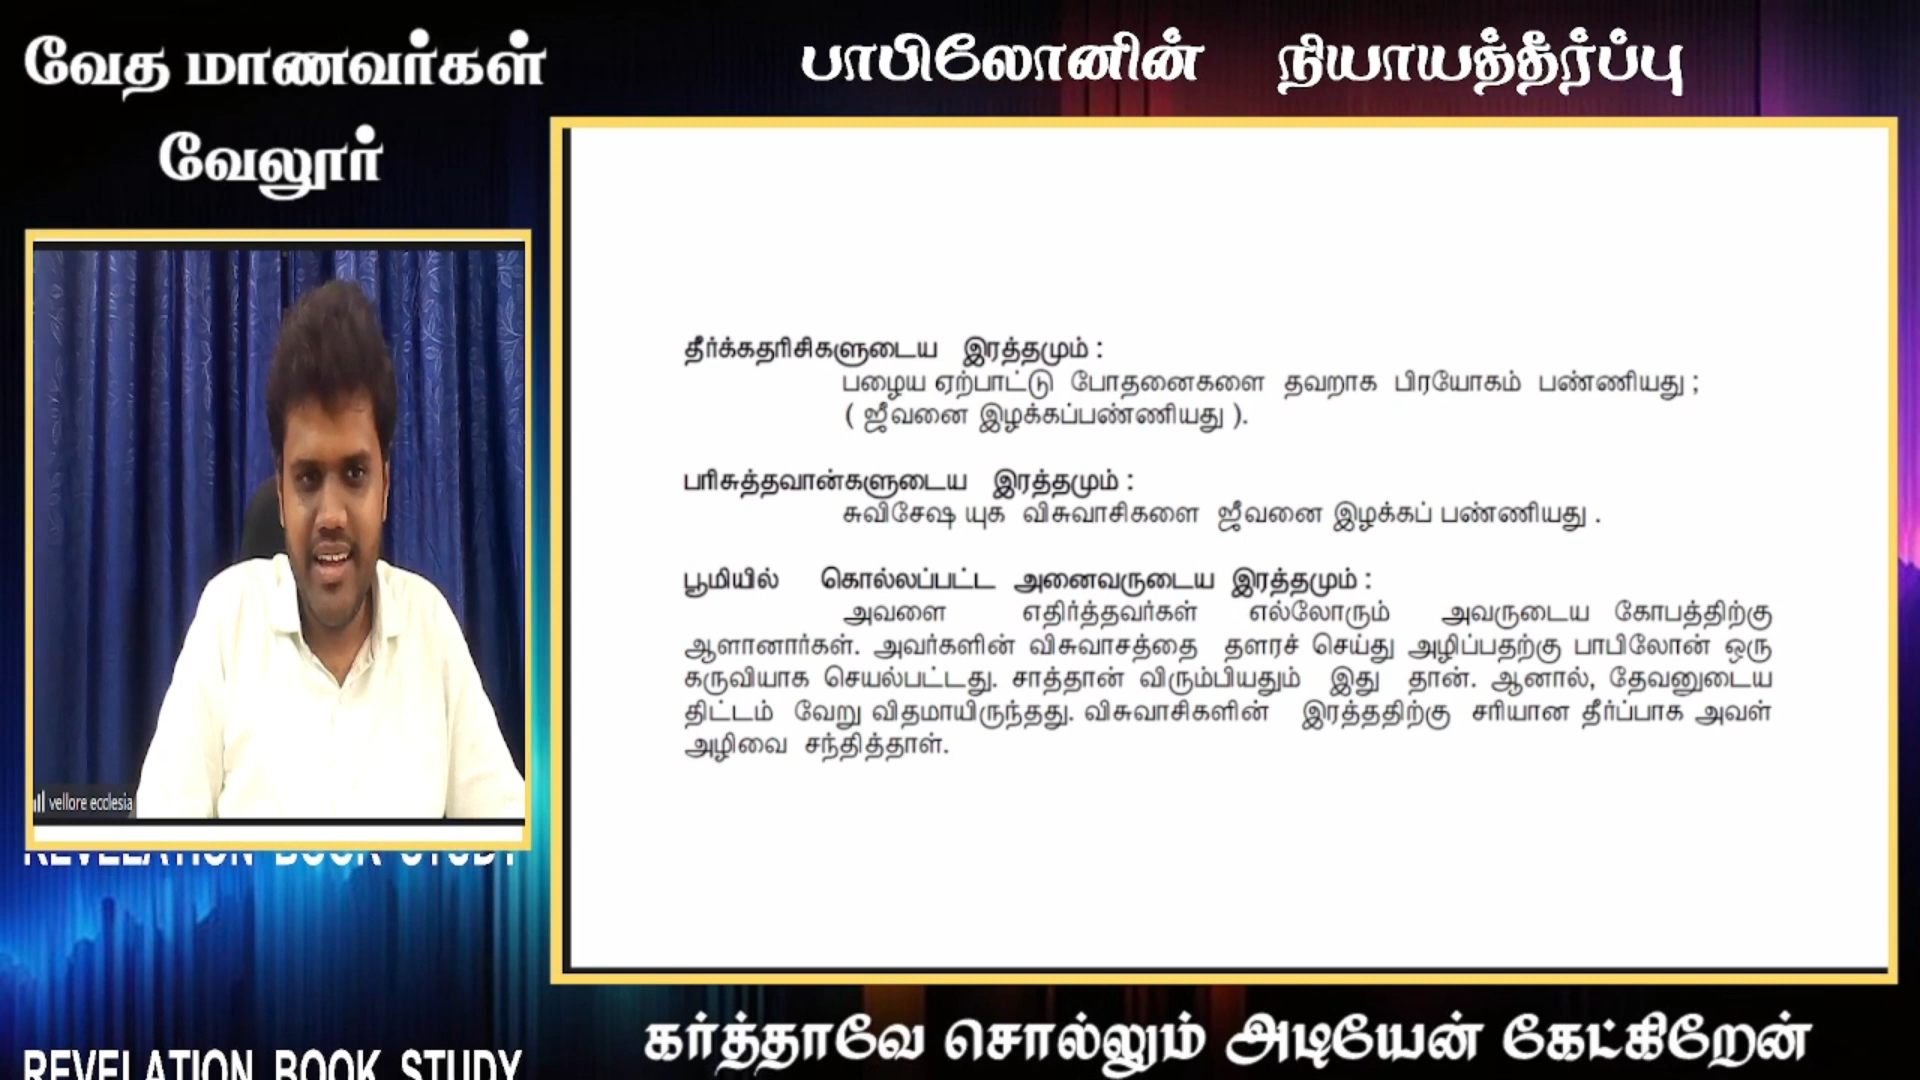 வேத மாணவர்கள்
வேலூர்
பாபிலோனின் நியாயத்தீர்ப்பு
தீர்க்கதரிசிகளுடைய இரத்தமும் :
பழைய ஏற்பாட்டு போதனைகளை தவறாக பிரயோகம் பண்ணியது ;
( ஜீவனை இழக்கப்பண்ணியது ).
பரிசுத்தவான்களுடைய இரத்தமும் :
சுவிசேஷ யுக விசுவாசிகளை ஜீவனை இழக்கப் பண்ணியது .
பூமியில் கொல்லப்பட்ட அனைவருடைய இரத்தமும் :
அவளை எதிர்த்தவர்கள் எல்லோரும் அவருடைய கோபத்திற்கு
ஆளானார்கள். அவர்களின் விசுவாசத்தை தளரச் செய்து அழிப்பதற்கு பாபிலோன் ஒரு
கருவியாக செயல்பட்டது. சாத்தான் விரும்பியதும் இது தான். ஆனால், தேவனுடைய
திட்டம் வேறு விதமாயிருந்தது. விசுவாசிகளின் இரத்ததிற்கு சரியான தீர்ப்பாக அவள்
அழிவை சந்தித்தாள்.
vellore ecclesia
REVELATION BOOK STUDY
REVELATION BOOK STUDY
கர்த்தாவே சொல்லும் அடியேன் கேட்கிறேன்